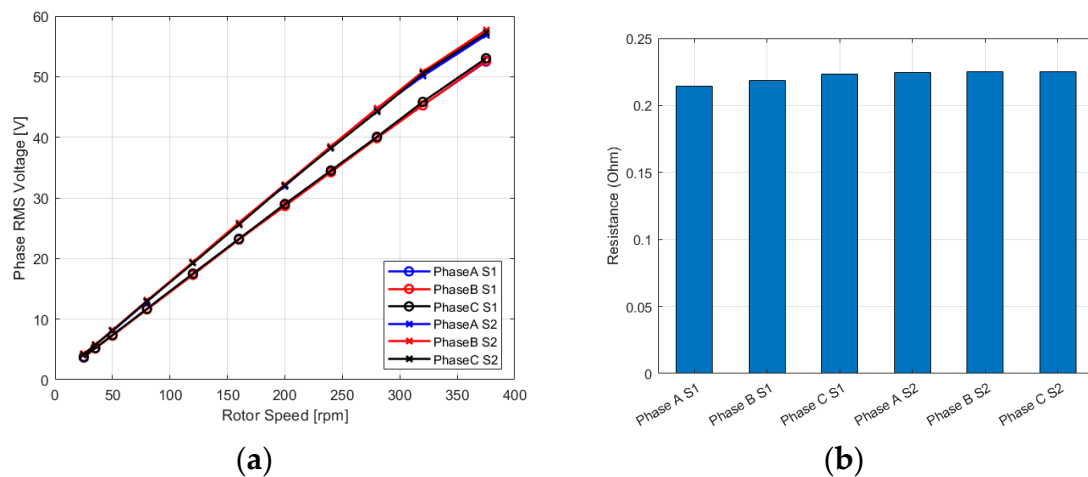 60
50
40
30
20
10
0
Phase RMS Voltage [V]
0 50 100 150 200 250 300 350 400
Rotor Speed [rpm]
PhaseA S1
PhaseB S1
PhaseC S1
PhaseA S2
PhaseB S2
PhaseC S2
(a)
0.25
0.2
0.15
0.1
0.05
0
Resistance (Ohm)
Phase A S1
Phase B S1
Phase C S1
Phase A S2
Phase B S2
Phase C S2
(b)